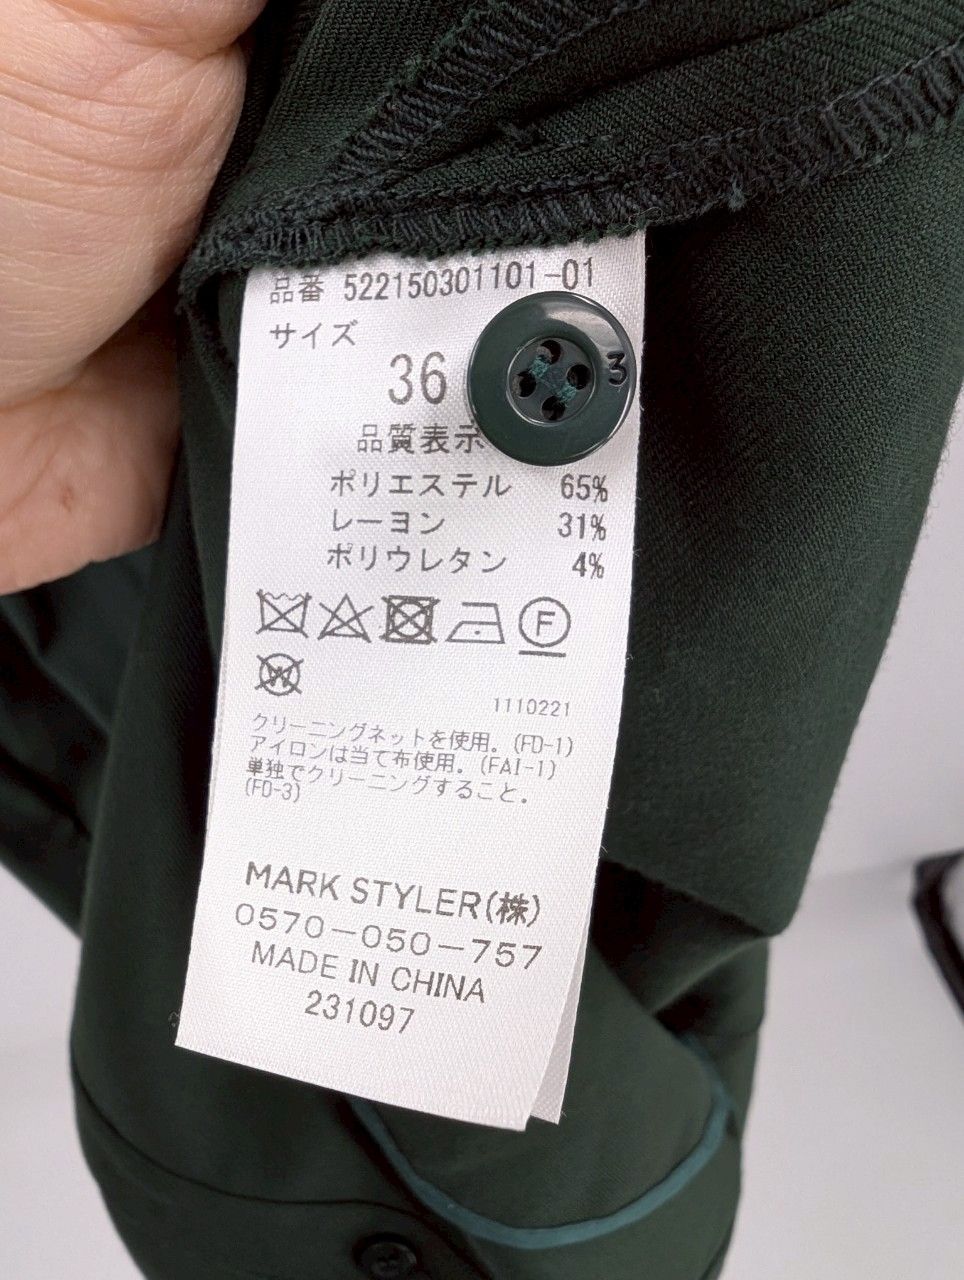 品番 522150301101-01
サイズ
36
3
品質表示
ポリエステル 65%
レーヨン 31%
ポリウレタン 4%
F
W
1110221
クリーニングネットを使用。(FD-1)
アイロンは当て布使用。(FAI-1)
単独でクリーニングすること。
(FO-3)
MARK STYLER(株)
0570-050-757
MADE IN CHINA
231097